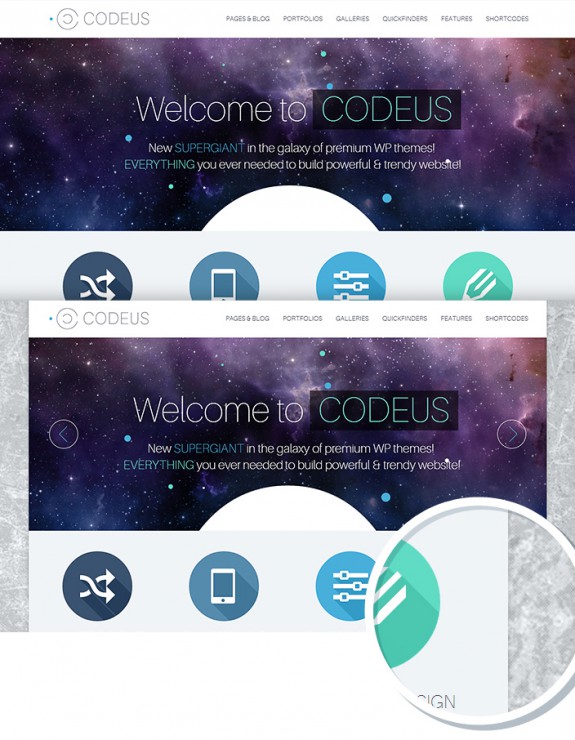 CODEUS
PAGES & BLOG PORTFOLIOS GALLERIES QUICKFINDERS FEATURES SHORTCODES
Welcome to CODEUS
New SUPERGIANT in the galaxy of premium WP themes!
EVERYTHING you ever needed to build powerful & trendy website!
CODEUS
PAGES & BLOG PORTFOLIOS GALLERIES QUICKFINDERS FEATURES SHORTCODES
Welcome to CODEUS
New SUPERGIANT in the galaxy of premium WP themes!
EVERYTHING you ever needed to build powerful & trendy website!
SIGN